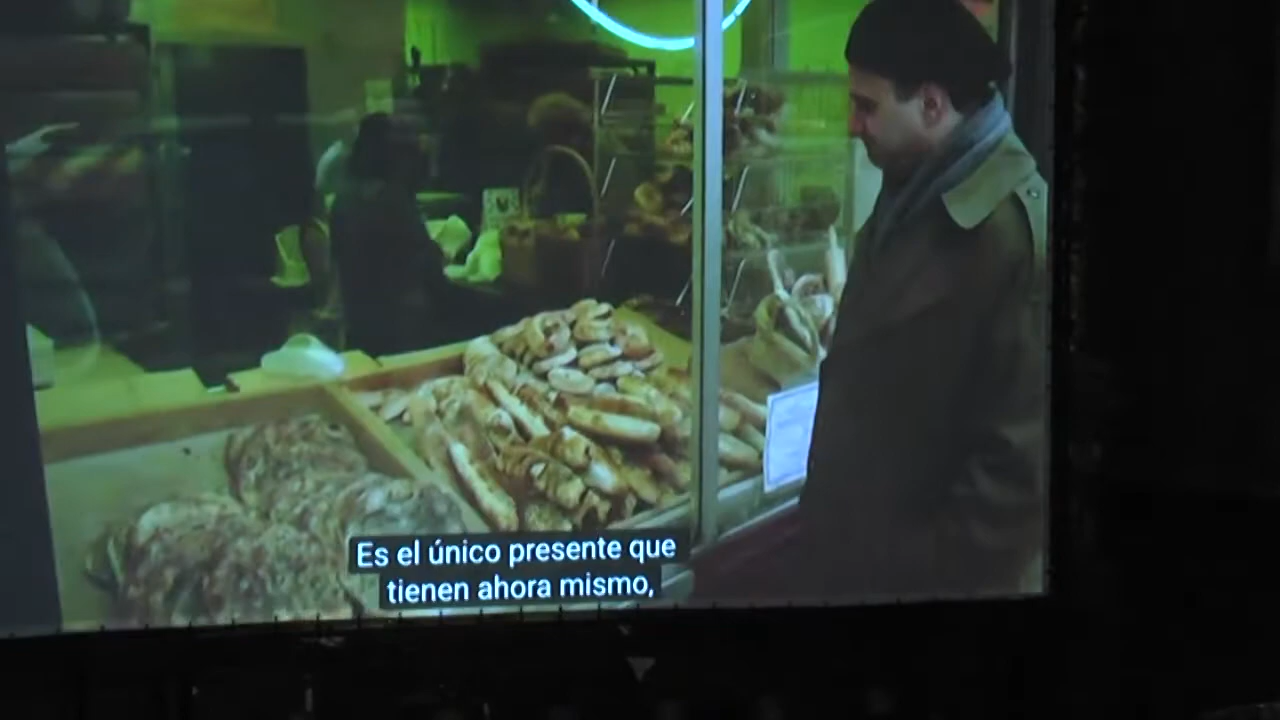 Es el único presente que
tienen ahora mismo,